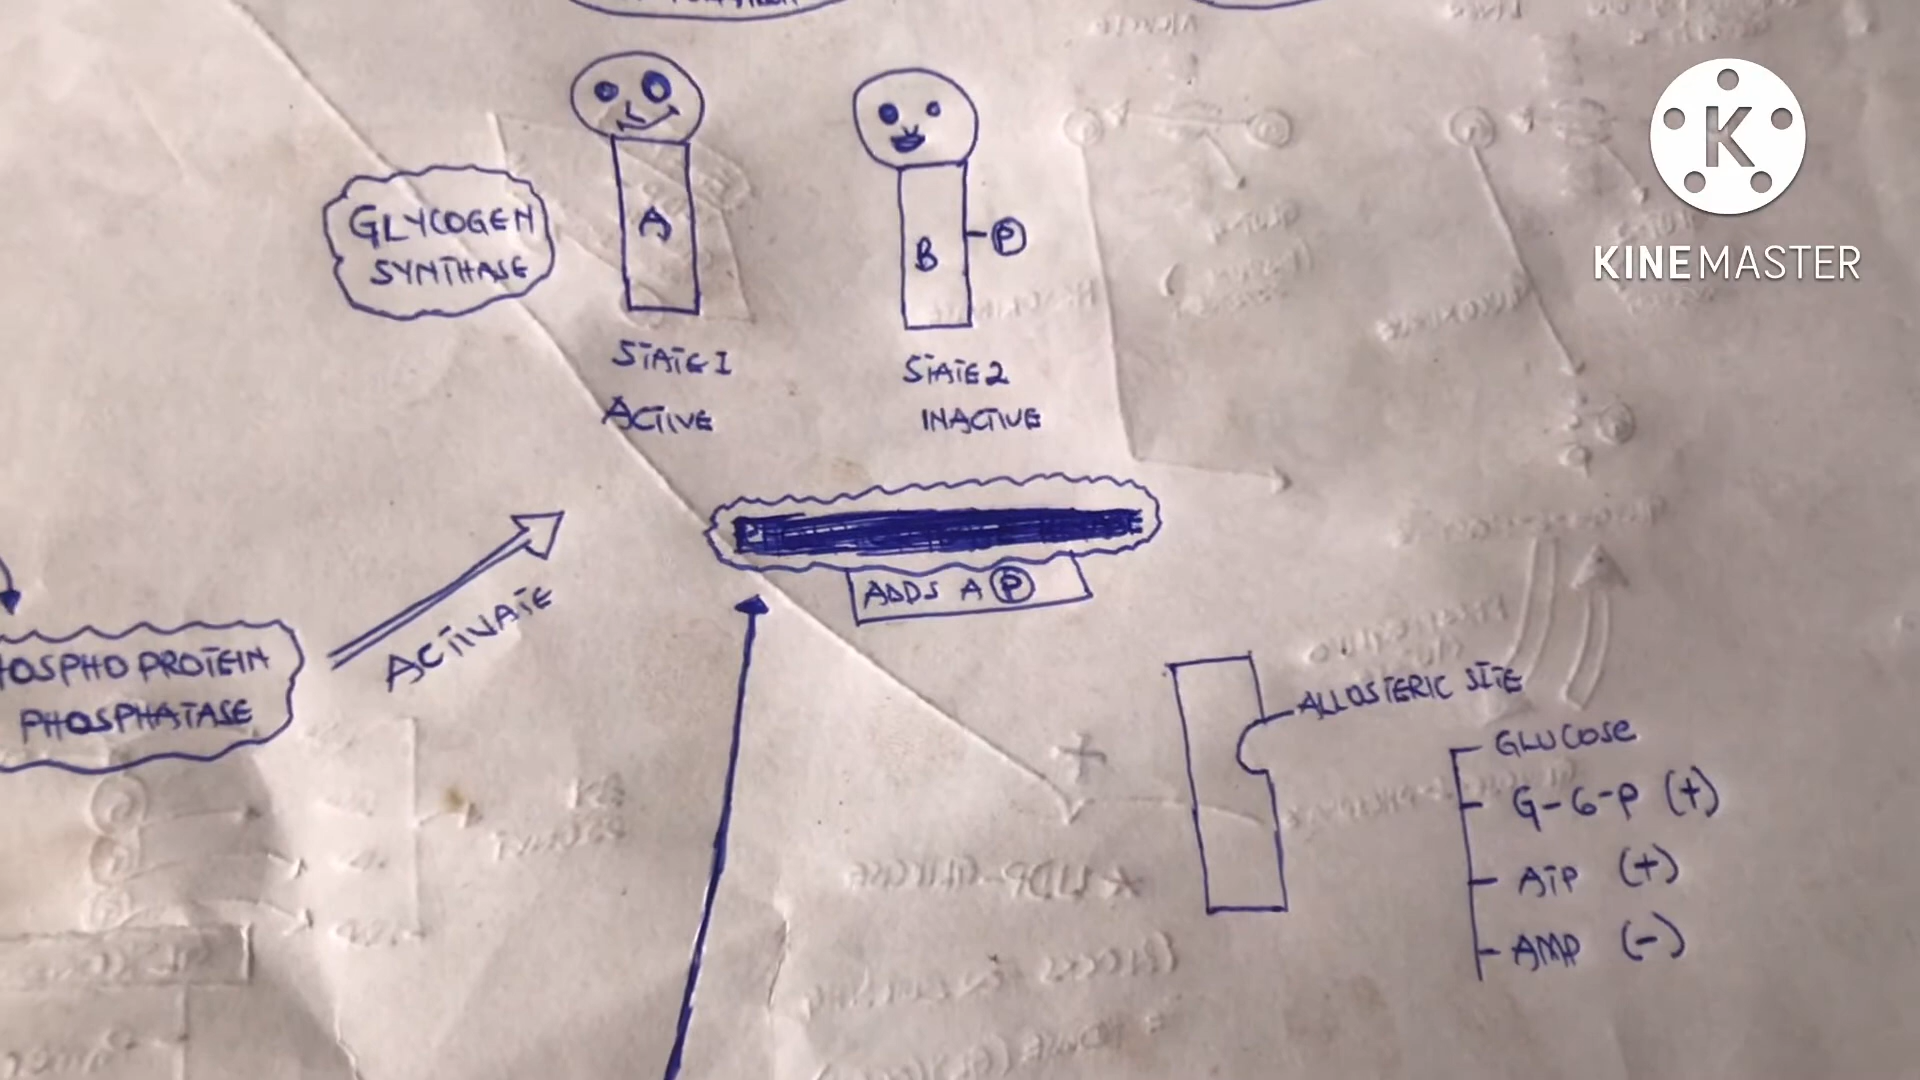 GLYCOGEN
SYNTHASE
A
B
P
STATE 1
ACTIVE
STATE 2
INACTIVE
ADDS A P
ACTIVATE
HOSPHO PROTEIN
PHOSPHATASE
ALLOSTERIC SITE
GLUCOSE
G-6-P (+)
ATP (+)
AMP (-)
K
KINEMASTER